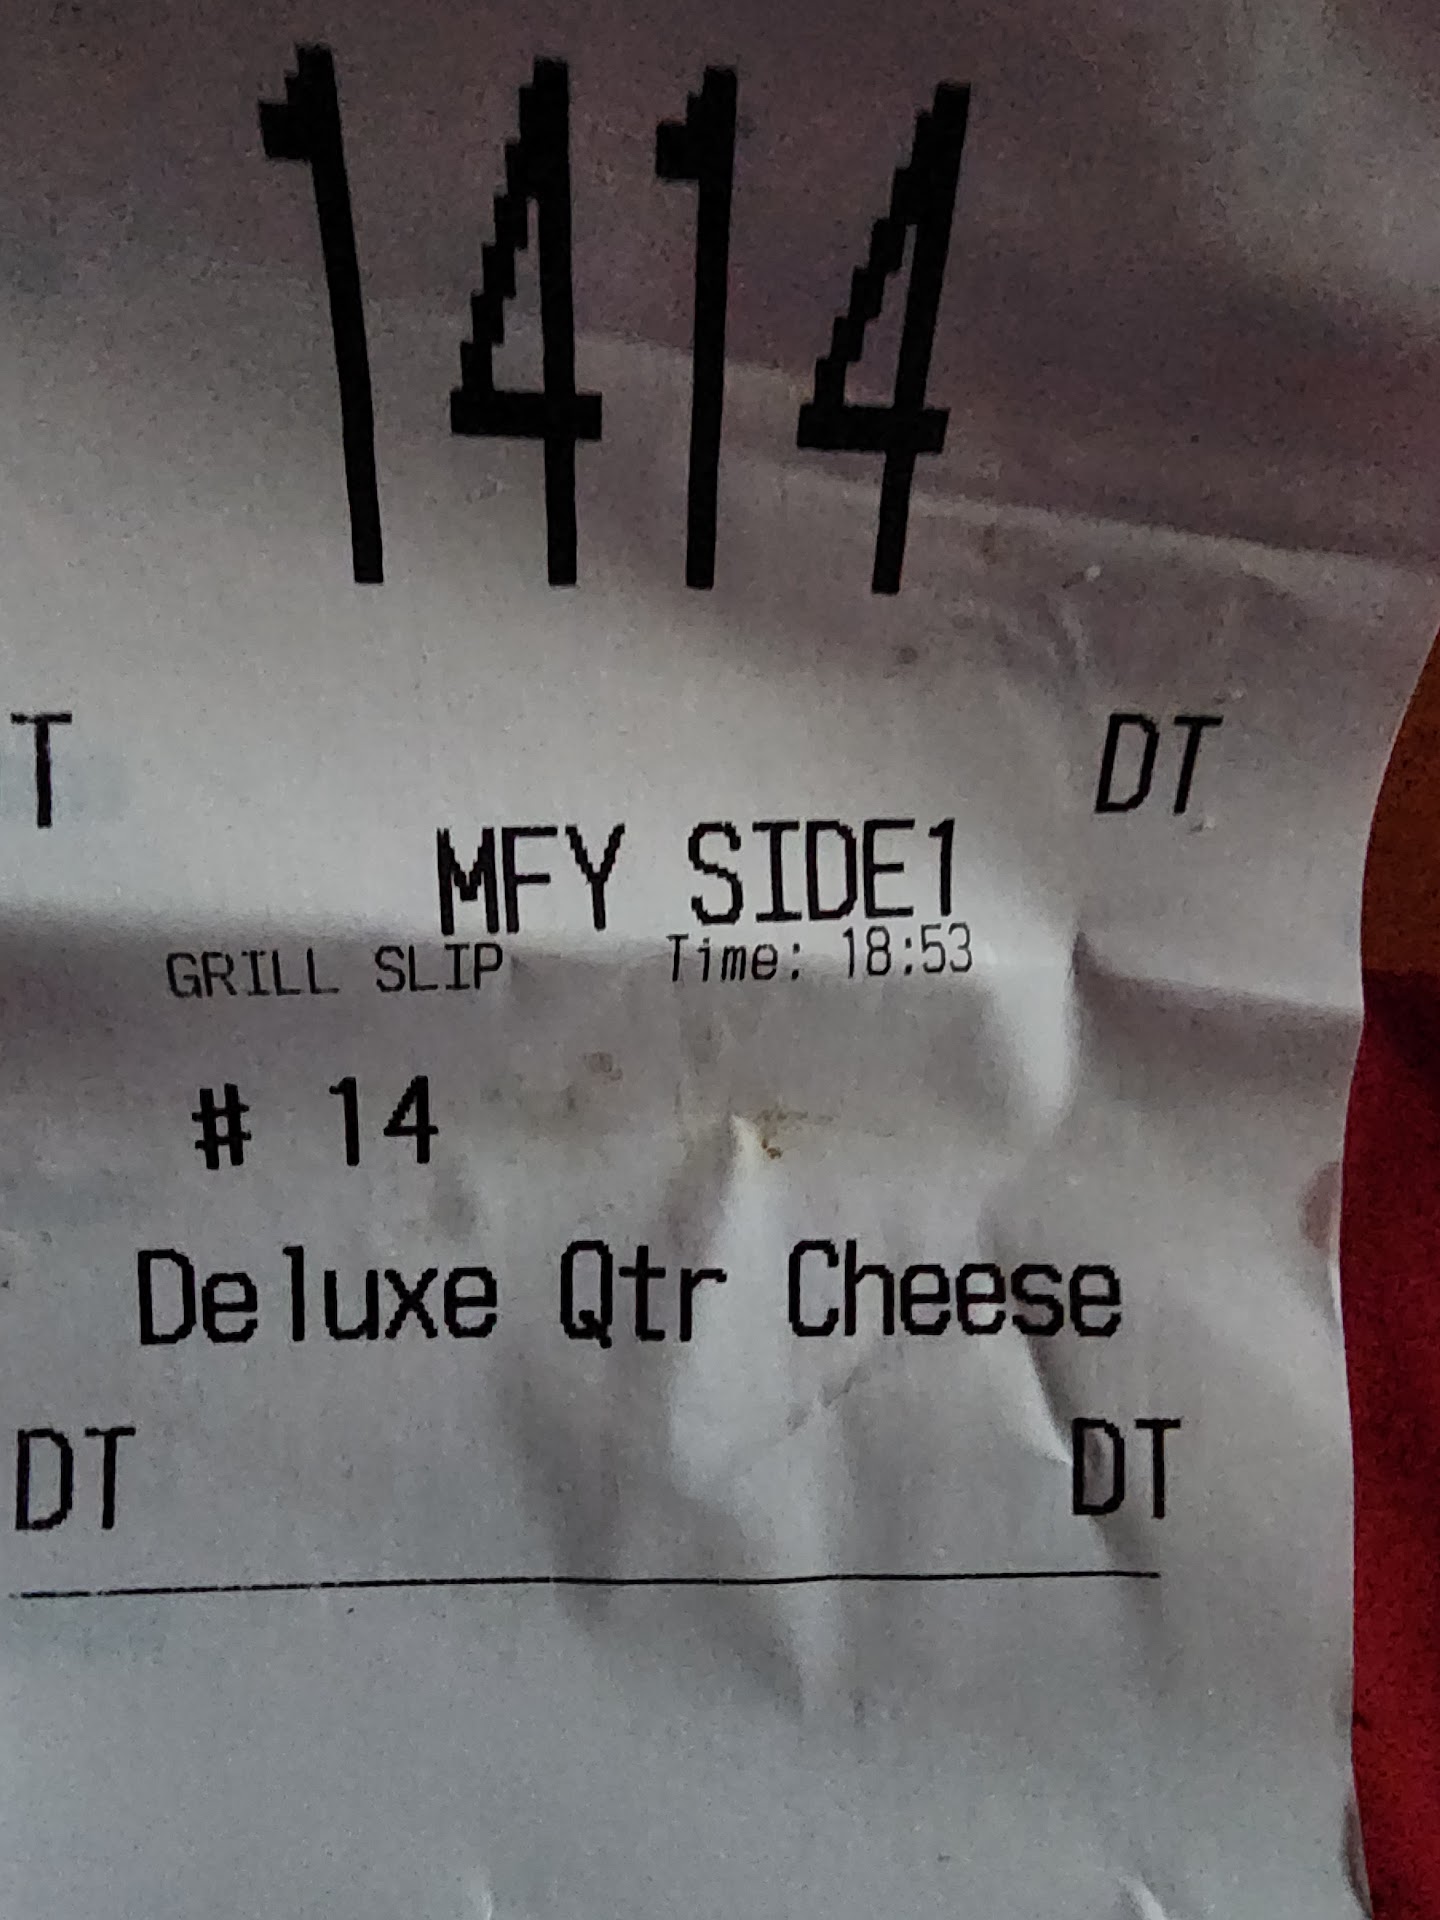 1414
T DT
MFY SIDE1
GRILL SLIP Time: 18:53
# 14
Deluxe Qtr Cheese
DT DT